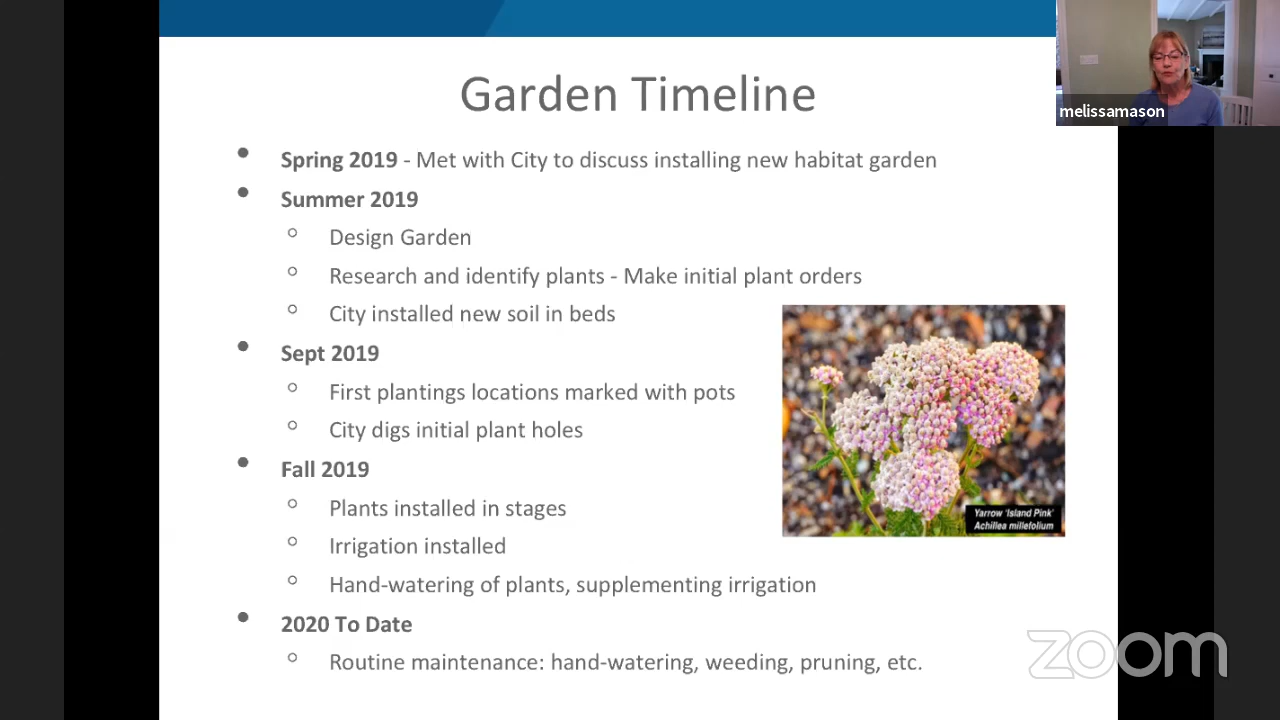 Garden Timeline
melissamason
Spring 2019 - Met with City to discuss installing new habitat garden
Summer 2019
Design Garden
Research and identify plants - Make initial plant orders
City installed new soil in beds
Sept 2019
First plantings locations marked with pots
City digs initial plant holes
Fall 2019
Plants installed in stages
Irrigation installed
Hand-watering of plants, supplementing irrigation
Yarrow 'Island Pink'
Achillea millefolium
2020 To Date
Routine maintenance: hand-watering, weeding, pruning, etc.
zoom